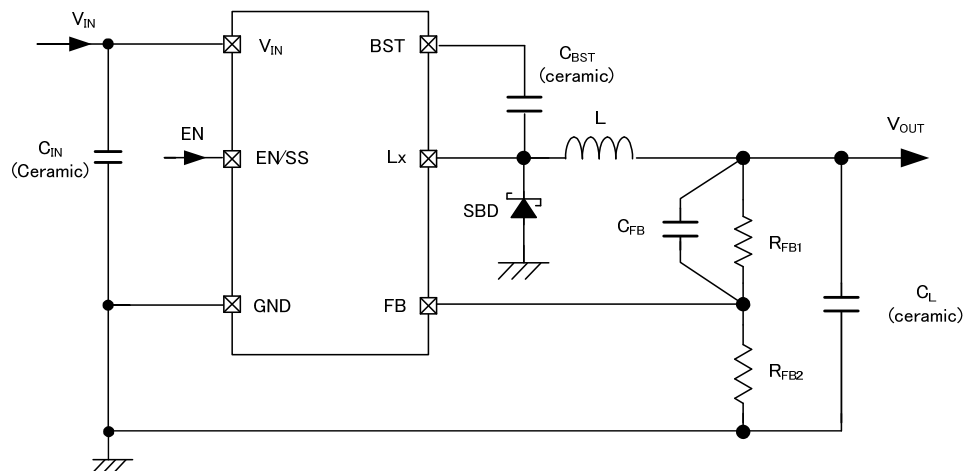 VIN
VIN
BST
CBST
(ceramic)
L
VOUT
CIN
(Ceramic)
EN
EN/SS
Lx
SBD
CFB
RFB1
GND
FB
CL
(ceramic)
RFB2